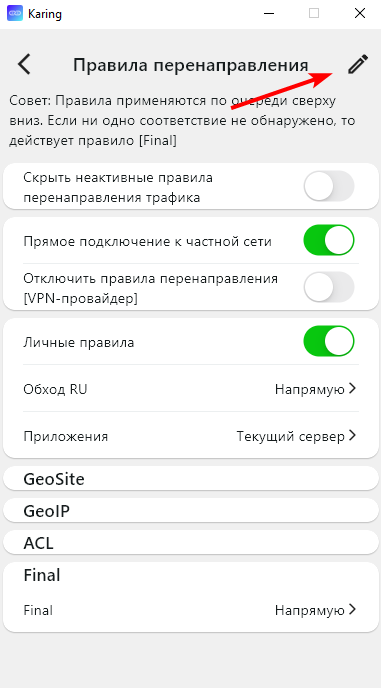 Karing
Правила перенаправления
Совет: Правила применяются по очереди сверху
вниз. Если ни одно соответствие не обнаружено, то
действует правило [Final]
Скрыть неактивные правила
перенаправления трафика
Прямое подключение к частной сети
Отключить правила перенаправления
[VPN-провайдер]
Личные правила
Обход RU Напрямую
Приложения Текущий сервер
GeoSite
GeoIP
ACL
Final
Final Напрямую